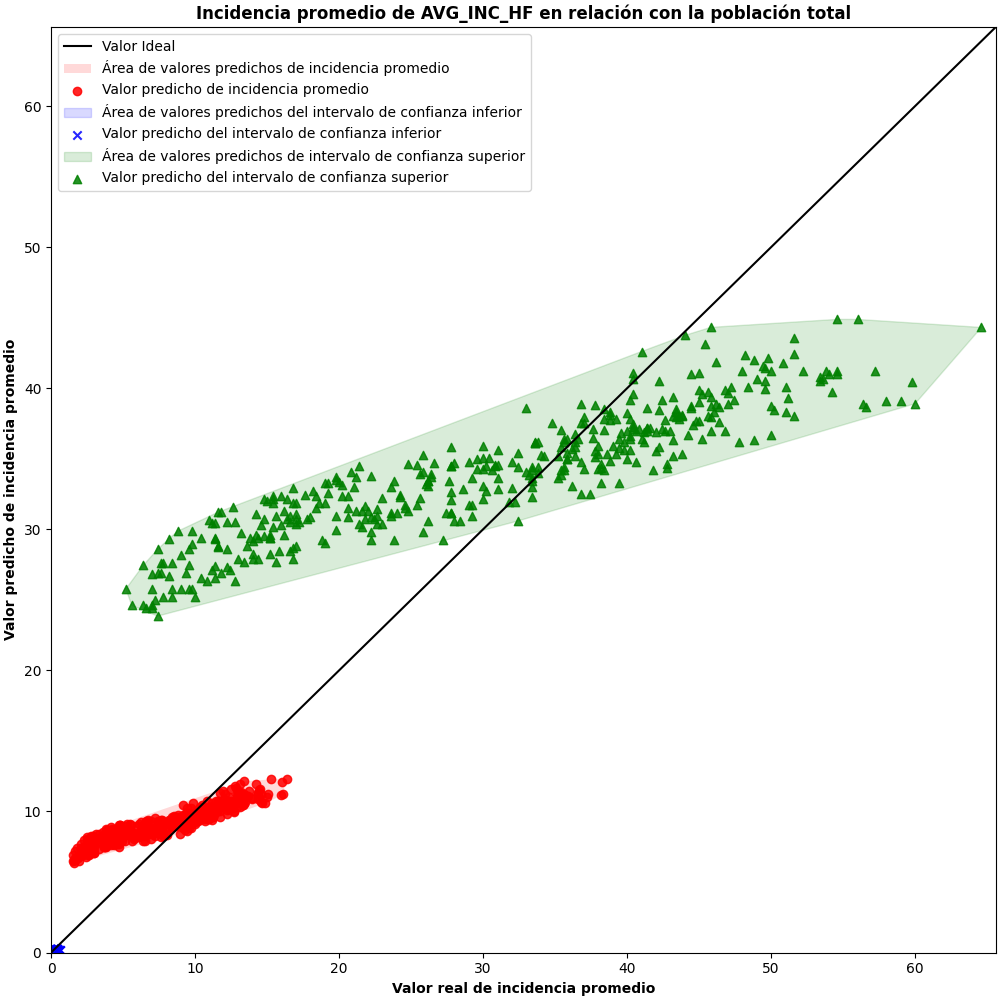 Incidencia promedio de AVG_INC_HF en relación con la población total
Valor Ideal
Área de valores predichos de incidencia promedio
Valor predicho de incidencia promedio
Área de valores predichos del intervalo de confianza inferior
Valor predicho del intervalo de confianza inferior
Área de valores predichos de intervalo de confianza superior
Valor predicho del intervalo de confianza superior
Valor predicho de incidencia promedio
60
50
40
30
20
10
0
0 10 20 30 40 50 60
Valor real de incidencia promedio